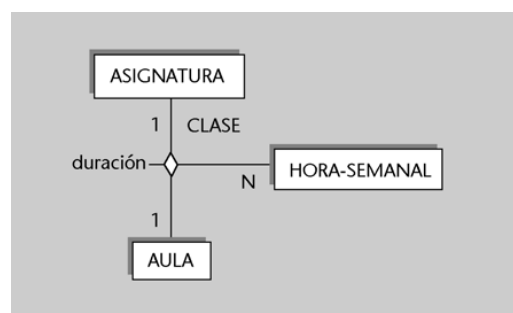 ASIGNATURA
1 CLASE
duración
HORA-SEMANAL
N
1
AULA